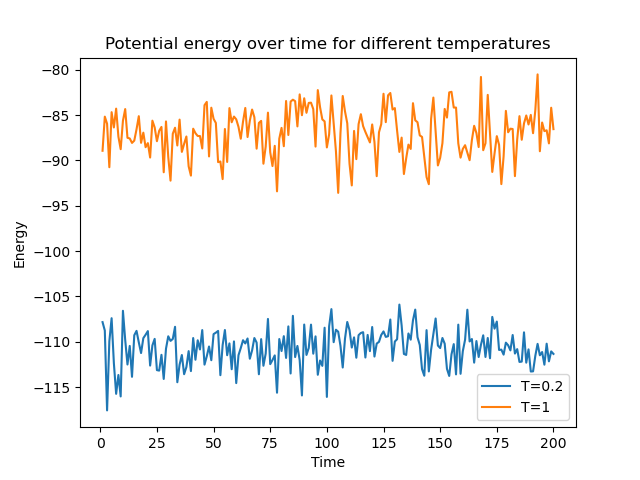 Potential energy over time for different temperatures
Energy
−80
−85
−90
−95
−100
−105
−110
−115
T=0.2
T=1
0 25 50 75 100 125 150 175 200
Time